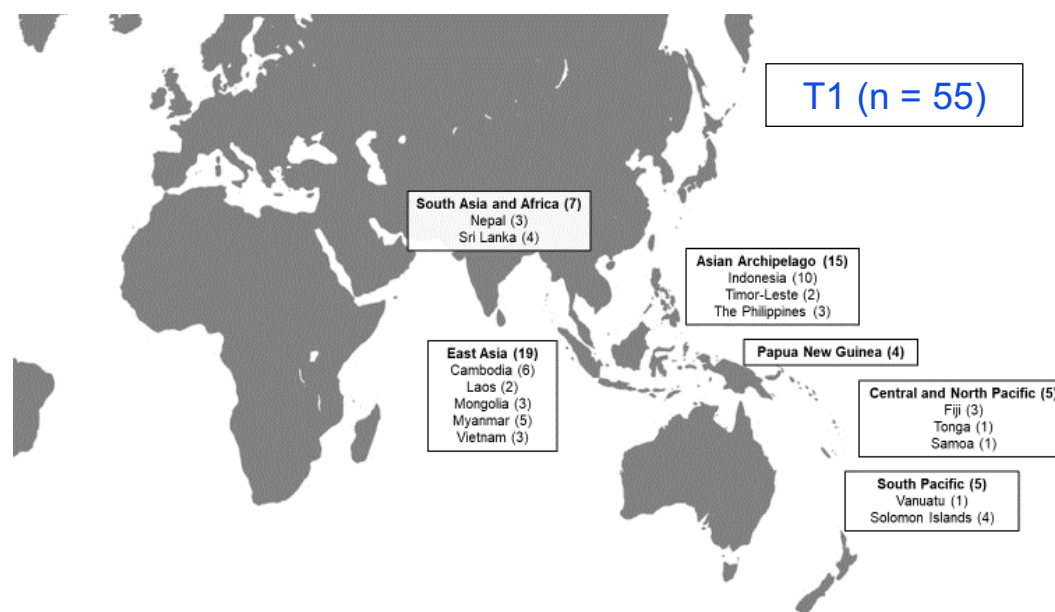 T1 (n = 55)
South Asia and Africa (7)
Nepal (3)
Sri Lanka (4)
Asian Archipelago (15)
Indonesia (10)
Timor-Leste (2)
The Philippines (3)
East Asia (19)
Cambodia (6)
Laos (2)
Mongolia (3)
Myanmar (5)
Vietnam (3)
Papua New Guinea (4)
Central and North Pacific (5)
Fiji (3)
Tonga (1)
Samoa (1)
South Pacific (5)
Vanuatu (1)
Solomon Islands (4)